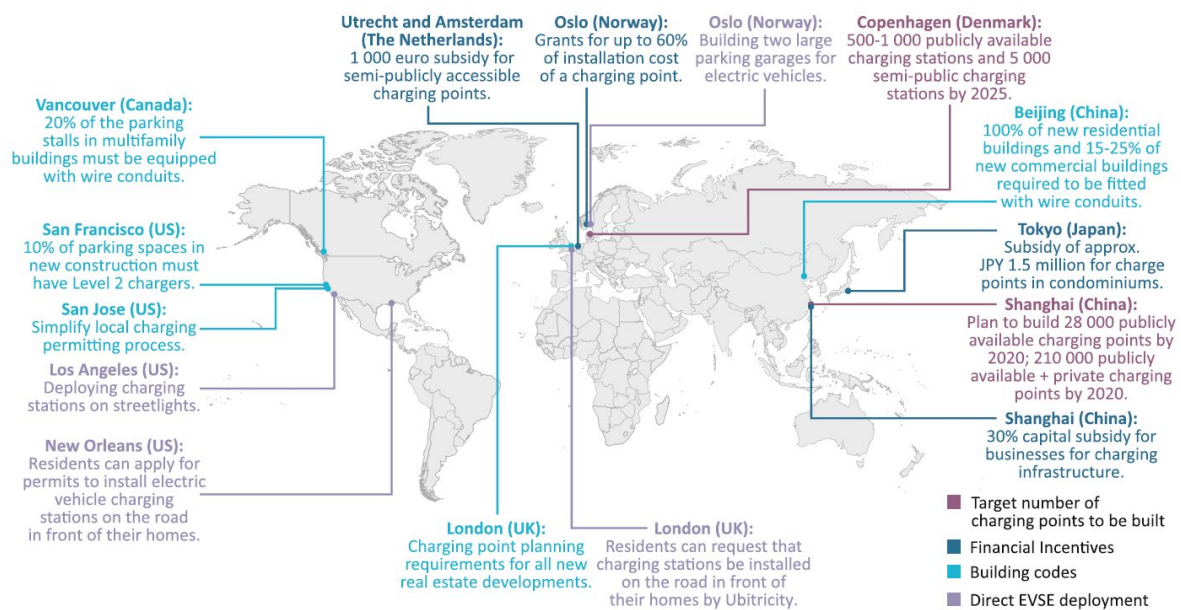 Utrecht and Amsterdam
(The Netherlands):
1 000 euro subsidy for
semi-publicly accessible
charging points.
Oslo (Norway):
Grants for up to 60%
of installation cost
of a charging point.
Oslo (Norway):
Building two large
parking garages for
electric vehicles.
Copenhagen (Denmark):
500-1 000 publicly available
charging stations and 5 000
semi-public charging
stations by 2025.
Vancouver (Canada):
20% of the parking
stalls in multifamily
buildings must be equipped
with wire conduits.
San Francisco (US):
10% of parking spaces in
new construction must
have Level 2 chargers.
San Jose (US):
Simplify local charging
permitting process.
Los Angeles (US):
Deploying charging
stations on streetlights.
New Orleans (US):
Residents can apply for
permits to install electric
vehicle charging
stations on the road
in front of their homes.
Beijing (China):
100% of new residential
buildings and 15-25% of
new commercial buildings
required to be fitted
with wire conduits.
Tokyo (Japan):
Subsidy of approx.
JPY 1.5 million for charge
points in condominiums.
Shanghai (China):
Plan to build 28 000 publicly
available charging points by
2020; 210 000 publicly
available + private charging
points by 2020.
Shanghai (China):
30% capital subsidy for
businesses for charging
infrastructure.
London (UK):
Charging point planning
requirements for all new
real estate developments.
London (UK):
Residents can request that
charging stations be installed
on the road in front of
their homes by Ubitricity.
Target number of
charging points to be built
Financial Incentives
Building codes
Direct EVSE deployment